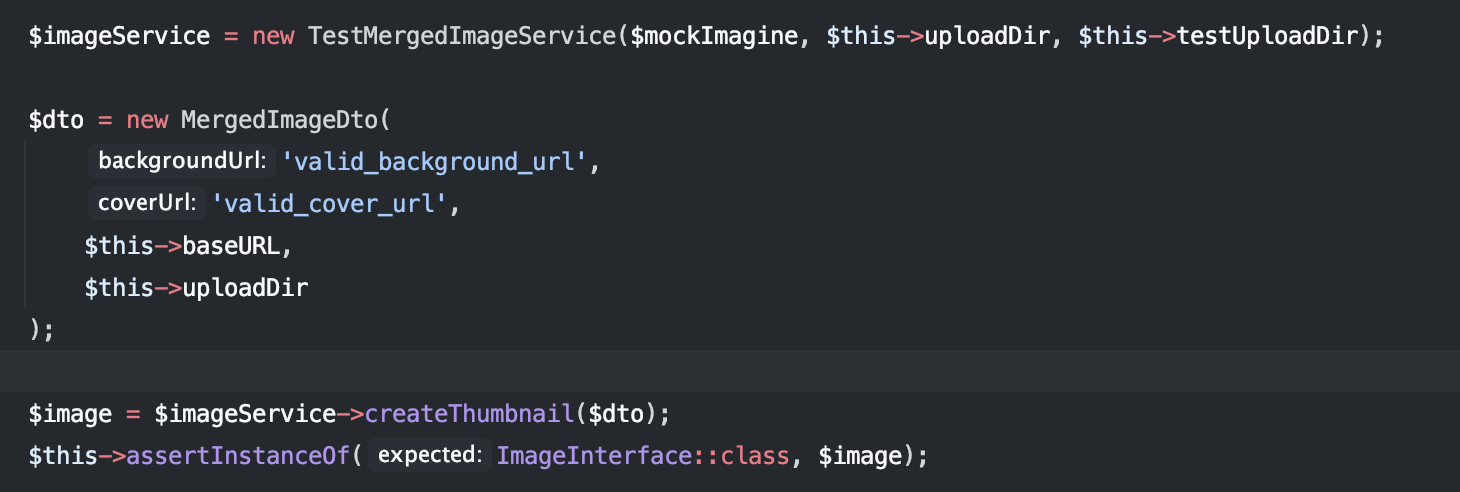 $imageService = new TestMergedImageService($mockImagine, $this->uploadDir, $this->testUploadDir);
$dto = new MergedImageDto(
backgroundUrl: 'valid_background_url',
coverUrl: 'valid_cover_url',
$this->baseURL,
$this->uploadDir
);
$image = $imageService->createThumbnail($dto);
$this->assertInstanceOf( expected: ImageInterface::class, $image);